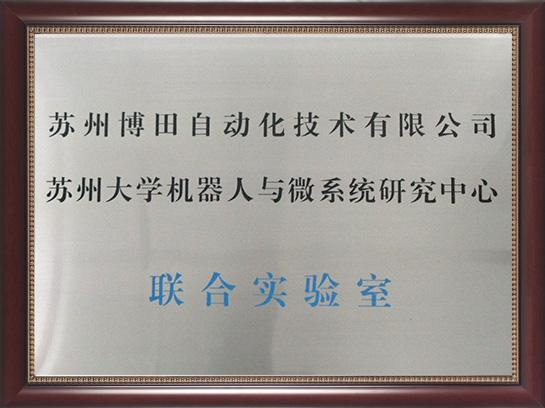 苏州博田自动化技术有限公司
苏州大学机器人与微系统研究中心
联合实验室